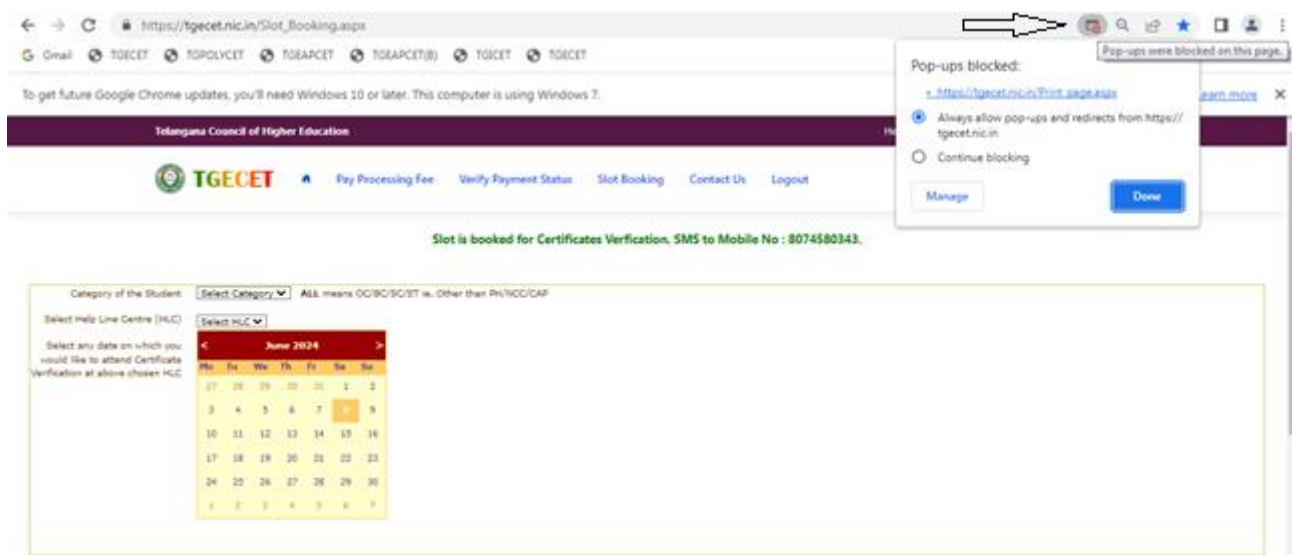 https://tgecet.nic.in/Slot_Booking.aspx
Gmail TGECET TGPOLYCET TGEAPCET TGEAPCET(B) TGICET TGECET
Pop-ups were blocked on this page.
To get future Google Chrome updates, you'll need Windows 10 or later. This computer is using Windows 7.
earn more
Pop-ups blocked:
https://tgecet.nic.in/Print_page.aspx
Always allow pop-ups and redirects from https://
tgecet.nic.in
Continue blocking
Manage Done
Telangana Council of Higher Education
TGECET Pay Processing Fee Verify Payment Status Slot Booking Contact Us Logout
Slot is booked for Certificates Verfication. SMS to Mobile No : 8074580343.
Category of the Student Select Category ALL means OC/BC/SC/ST ie. Other than PH/NCC/CAP
Select Help Line Centre (HLC) Select HLC
Select any date on which you
would like to attend Certificate
Verification at above chosen HLC
< June 2024 >
Mo Tu We Th Fr Sa Su
27 28 29 30 31 1 2
3 4 5 6 7 8 9
10 11 12 13 14 15 16
17 18 19 20 21 22 23
24 25 26 27 28 29 30
1 2 3 4 5 6 7